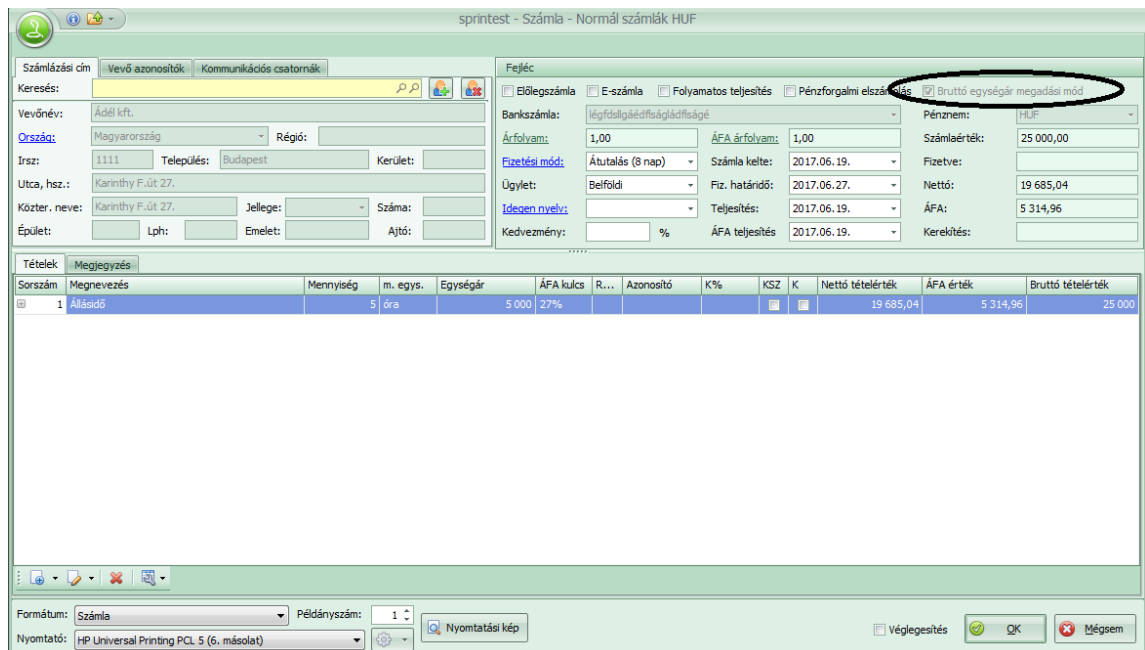 sprintest - Számla - Normál számlák HUF
Számlázási cím Vevő azonosítók Kommunikációs csatornák
Keresés:
Vevőnév: Ádél kft.
Ország: Magyarország Régió:
Irsz: 1111 Település: Budapest Kerület:
Utca, hsz.: Karinthy F.út 27.
Közter. neve: Karinthy F.út 27. Jellege: Száma:
Épület: Lph: Emelet: Ajtó:
Fejléc
Előlegszámla E-számla Folyamatos teljesítés Pénzforgalmi elszámolás Bruttó egységár megadási mód
Bankszámla: Pénznem: HUF
Árfolyam: 1,00 ÁFA árfolyam: 1,00 Számlaérték: 25 000,00
Fizetési mód: Átutalás (8 nap) Számla kelte: 2017.06.19. Fizetve:
Ügylet: Belföldi Fiz. határidő: 2017.06.27. Nettó: 19 685,04
Idegen nyelv: Teljesítés: 2017.06.19. ÁFA: 5 314,96
Kedvezmény: % ÁFA teljesítés 2017.06.19. Kerekítés:
Tételek Megjegyzés
Sorszám Megnevezés Mennyiség m. egys. Egységár ÁFA kulcs R... Azonosító K% KSZ K Nettó tételérték ÁFA érték Bruttó tételérték
1 Állásidő 5 óra 5 000 27% 19 685,04 5 314,96 25 000
Formátum: Számla Példányszám: 1
Nyomtató: HP Universal Printing PCL 5 (6. másolat) Nyomtatási kép
Véglegesítés OK Mégsem